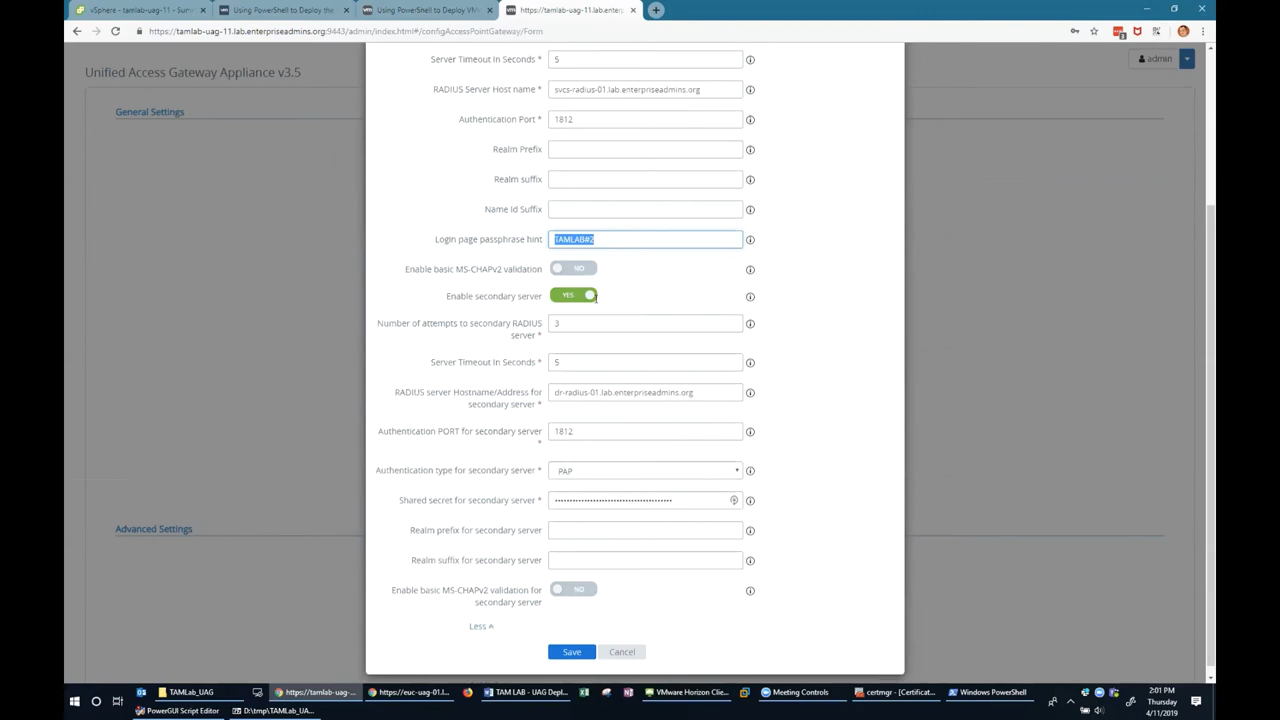 vSphere - tamlab-uag-11 - Summ
Using PowerShell to Deploy the
Using PowerShell to Deploy VM
https://tamlab-uag-11.lab.enterp
https://tamlab-uag-11.lab.enterpriseadmins.org:9443/admin/index.html#/configAccessPointGateway/Form
Unified Access Gateway Appliance v3.5
admin
General Settings
Advanced Settings
Server Timeout In Seconds * 5
RADIUS Server Host name * svcs-radius-01.lab.enterpriseadmins.org
Authentication Port * 1812
Realm Prefix
Realm suffix
Name Id Suffix
Login page passphrase hint TAMLAB#2
Enable basic MS-CHAPv2 validation NO
Enable secondary server YES
Number of attempts to secondary RADIUS 3
server *
Server Timeout In Seconds * 5
RADIUS server Hostname/Address for dr-radius-01.lab.enterpriseadmins.org
secondary server *
Authentication PORT for secondary server 1812
*
Authentication type for secondary server * PAP
Shared secret for secondary server *
Realm prefix for secondary server
Realm suffix for secondary server
Enable basic MS-CHAPv2 validation for NO
secondary server
Less
Save Cancel
TAMLab_UAG
https://tamlab-uag-...
https://euc-uag-01.l...
TAM LAB - UAG Depl...
VMware Horizon Clie...
Meeting Controls
certmgr - [Certificat...
Windows PowerShell
2:01 PM
Thursday
4/11/2019
PowerGUI Script Editor
D:\tmp\TAMLab_UA...